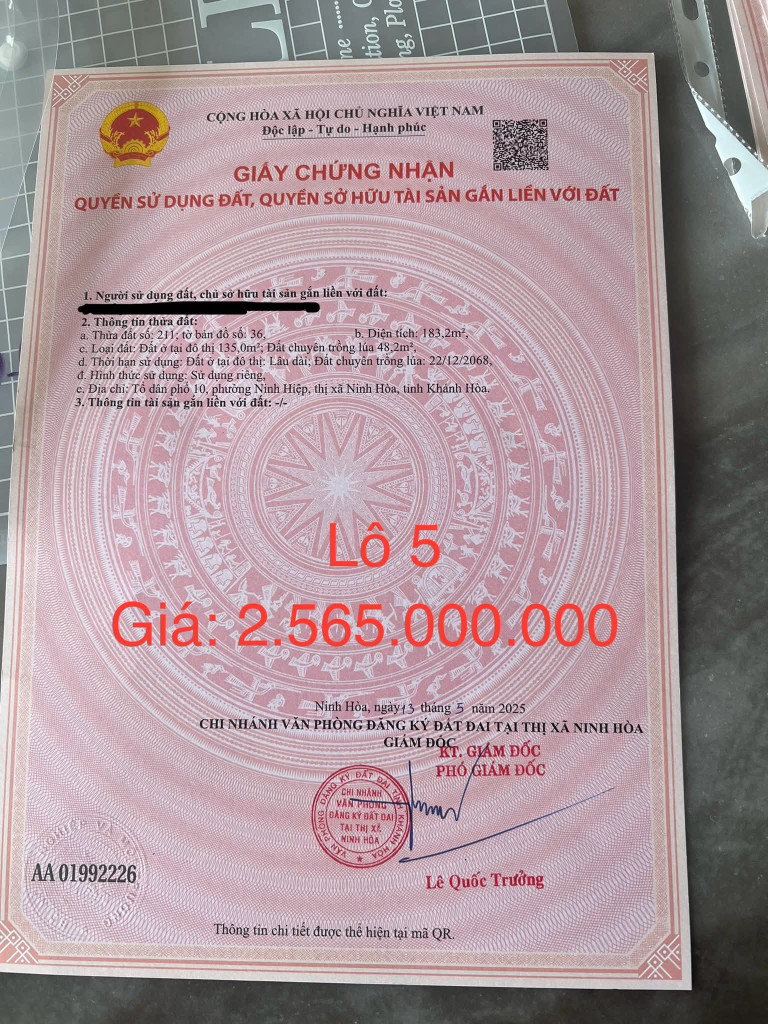 CỘNG HÒA XÃ HỘI CHỦ NGHĨA VIỆT NAM
Độc lập - Tự do - Hạnh phúc
GIẤY CHỨNG NHẬN
QUYỀN SỬ DỤNG ĐẤT, QUYỀN SỞ HỮU TÀI SẢN GẮN LIỀN VỚI ĐẤT
1. Người sử dụng đất, chủ sở hữu tài sản gắn liền với đất:
2. Thông tin thửa đất:
a. Thửa đất số: 211; tờ bản đồ số: 36, b. Diện tích: 183,2m²,
c. Loại đất: Đất ở tại đô thị 135,0m²; Đất chuyên trồng lúa 48,2m²,
d. Thời hạn sử dụng: Đất ở tại đô thị: Lâu dài; Đất chuyên trồng lúa: 22/12/2068,
đ. Hình thức sử dụng: Sử dụng riêng,
e. Địa chỉ: Tổ dân phố 10, phường Ninh Hiệp, thị xã Ninh Hòa, tỉnh Khánh Hòa.
3. Thông tin tài sản gắn liền với đất: -/-
Lô 5
Giá: 2.565.000.000
Ninh Hòa, ngày 13 tháng 5 năm 2025
CHI NHÁNH VĂN PHÒNG ĐĂNG KÝ ĐẤT ĐAI TẠI THỊ XÃ NINH HÒA
GIÁM ĐỐC
KT. GIÁM ĐỐC
PHÓ GIÁM ĐỐC
VĂN PHÒNG ĐĂNG KÝ ĐẤT ĐAI TỈNH KHÁNH HÒA
CHI NHÁNH
VĂN PHÒNG
ĐĂNG KÝ ĐẤT ĐAI
TẠI THỊ XÃ
NINH HÒA
AA 01992226
Lê Quốc Trưởng
Thông tin chi tiết được thể hiện tại mã QR.